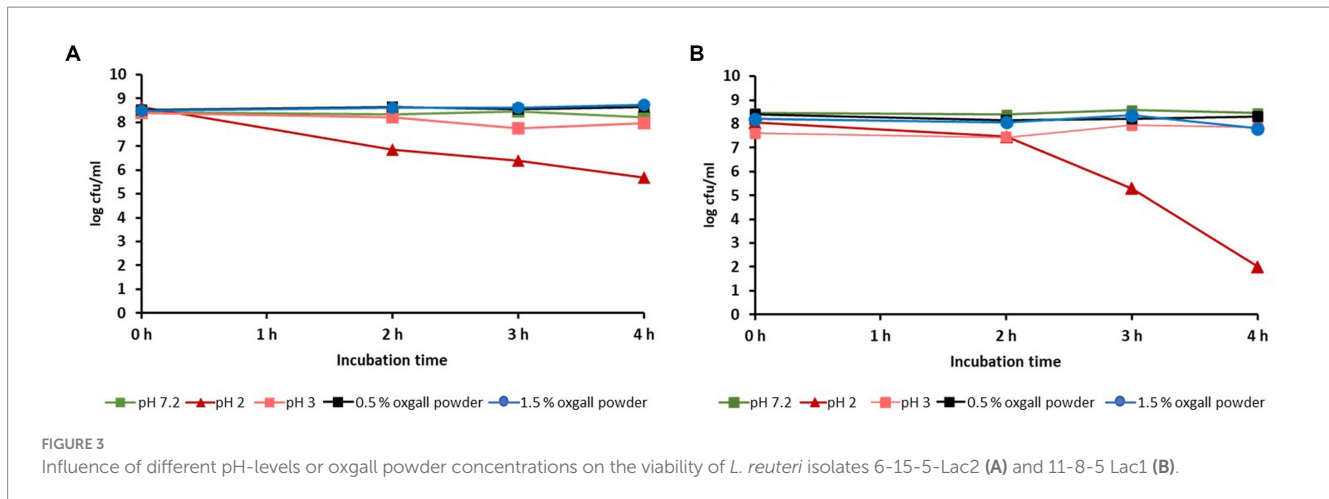 A
B
10
9
8
7
6
5
4
3
2
1
0
log cfu/ml
0 h 1 h 2 h 3 h 4 h
Incubation time
pH 7.2 pH 2 pH 3 0.5 % oxgall powder 1.5 % oxgall powder
10
9
8
7
6
5
4
3
2
1
0
log cfu/ml
0 h 1 h 2 h 3 h 4 h
Incubation time
pH 7.2 pH 2 pH 3 0.5 % oxgall powder 1.5 % oxgall powder
FIGURE 3
Influence of different pH-levels or oxgall powder concentrations on the viability of L. reuteri isolates 6-15-5-Lac2 (A) and 11-8-5 Lac1 (B).